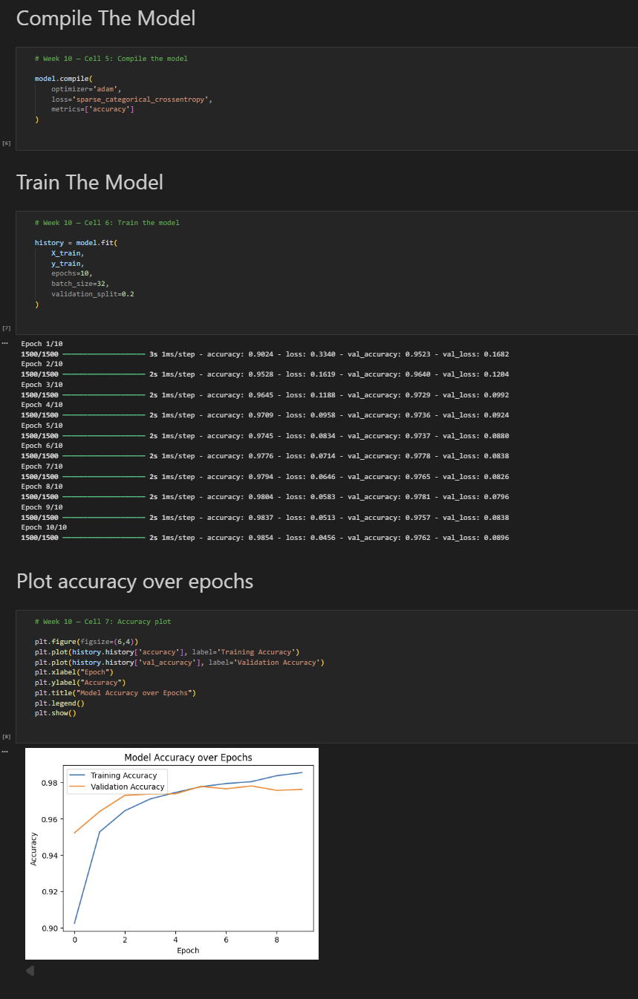 Compile The Model
# Week 10 — Cell 5: Compile the model
model.compile(
optimizer='adam',
loss='sparse_categorical_crossentropy',
metrics=['accuracy']
)
[6]
Train The Model
# Week 10 — Cell 6: Train the model
history = model.fit(
X_train,
y_train,
epochs=10,
batch_size=32,
validation_split=0.2
)
[7]
...
Epoch 1/10
1500/1500 ━━━━━━━━━━━━━━━━━━━━ 3s 1ms/step - accuracy: 0.9024 - loss: 0.3340 - val_accuracy: 0.9523 - val_loss: 0.1682
Epoch 2/10
1500/1500 ━━━━━━━━━━━━━━━━━━━━ 2s 1ms/step - accuracy: 0.9528 - loss: 0.1619 - val_accuracy: 0.9640 - val_loss: 0.1204
Epoch 3/10
1500/1500 ━━━━━━━━━━━━━━━━━━━━ 2s 1ms/step - accuracy: 0.9645 - loss: 0.1188 - val_accuracy: 0.9729 - val_loss: 0.0992
Epoch 4/10
1500/1500 ━━━━━━━━━━━━━━━━━━━━ 2s 1ms/step - accuracy: 0.9709 - loss: 0.0958 - val_accuracy: 0.9736 - val_loss: 0.0924
Epoch 5/10
1500/1500 ━━━━━━━━━━━━━━━━━━━━ 2s 1ms/step - accuracy: 0.9745 - loss: 0.0834 - val_accuracy: 0.9737 - val_loss: 0.0880
Epoch 6/10
1500/1500 ━━━━━━━━━━━━━━━━━━━━ 2s 1ms/step - accuracy: 0.9776 - loss: 0.0714 - val_accuracy: 0.9778 - val_loss: 0.0838
Epoch 7/10
1500/1500 ━━━━━━━━━━━━━━━━━━━━ 2s 1ms/step - accuracy: 0.9794 - loss: 0.0646 - val_accuracy: 0.9765 - val_loss: 0.0826
Epoch 8/10
1500/1500 ━━━━━━━━━━━━━━━━━━━━ 2s 1ms/step - accuracy: 0.9804 - loss: 0.0583 - val_accuracy: 0.9781 - val_loss: 0.0796
Epoch 9/10
1500/1500 ━━━━━━━━━━━━━━━━━━━━ 2s 1ms/step - accuracy: 0.9837 - loss: 0.0513 - val_accuracy: 0.9757 - val_loss: 0.0838
Epoch 10/10
1500/1500 ━━━━━━━━━━━━━━━━━━━━ 2s 1ms/step - accuracy: 0.9854 - loss: 0.0456 - val_accuracy: 0.9762 - val_loss: 0.0896
Plot accuracy over epochs
# Week 10 — Cell 7: Accuracy plot
plt.figure(figsize=(6,4))
plt.plot(history.history['accuracy'], label='Training Accuracy')
plt.plot(history.history['val_accuracy'], label='Validation Accuracy')
plt.xlabel("Epoch")
plt.ylabel("Accuracy")
plt.title("Model Accuracy over Epochs")
plt.legend()
plt.show()
[8]
...
Model Accuracy over Epochs
Training Accuracy
Validation Accuracy
0.98
0.96
0.94
0.92
0.90
Accuracy
0 2 4 6 8
Epoch